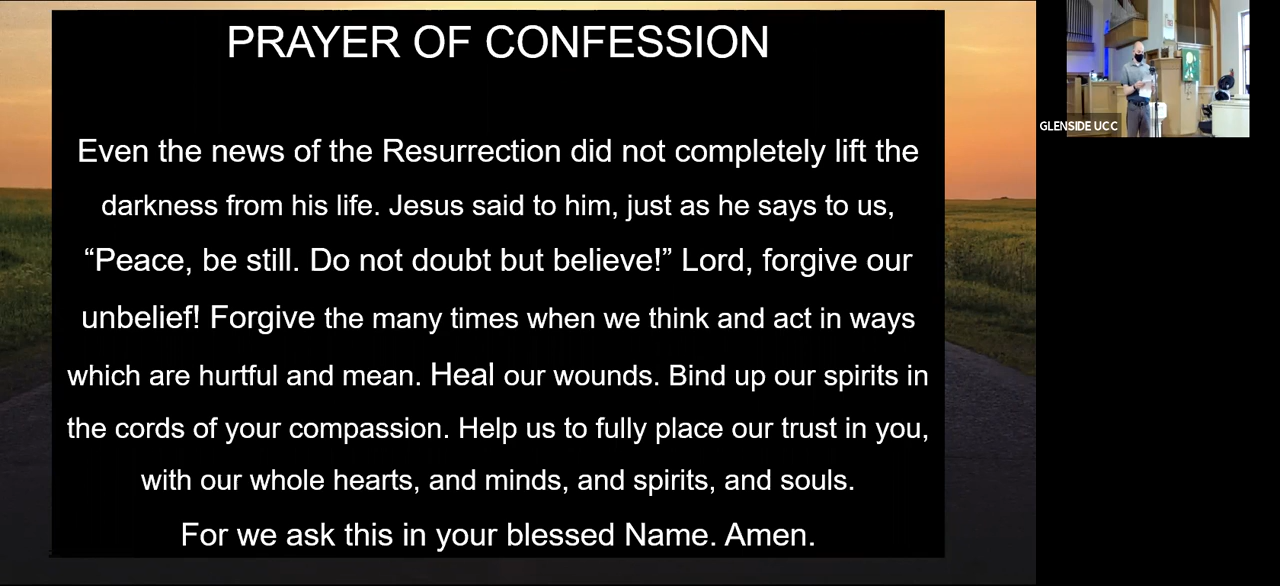 PRAYER OF CONFESSION
Even the news of the Resurrection did not completely lift the
darkness from his life. Jesus said to him, just as he says to us,
“Peace, be still. Do not doubt but believe!” Lord, forgive our
unbelief! Forgive the many times when we think and act in ways
which are hurtful and mean. Heal our wounds. Bind up our spirits in
the cords of your compassion. Help us to fully place our trust in you,
with our whole hearts, and minds, and spirits, and souls.
For we ask this in your blessed Name. Amen.
GLENSIDE UCC